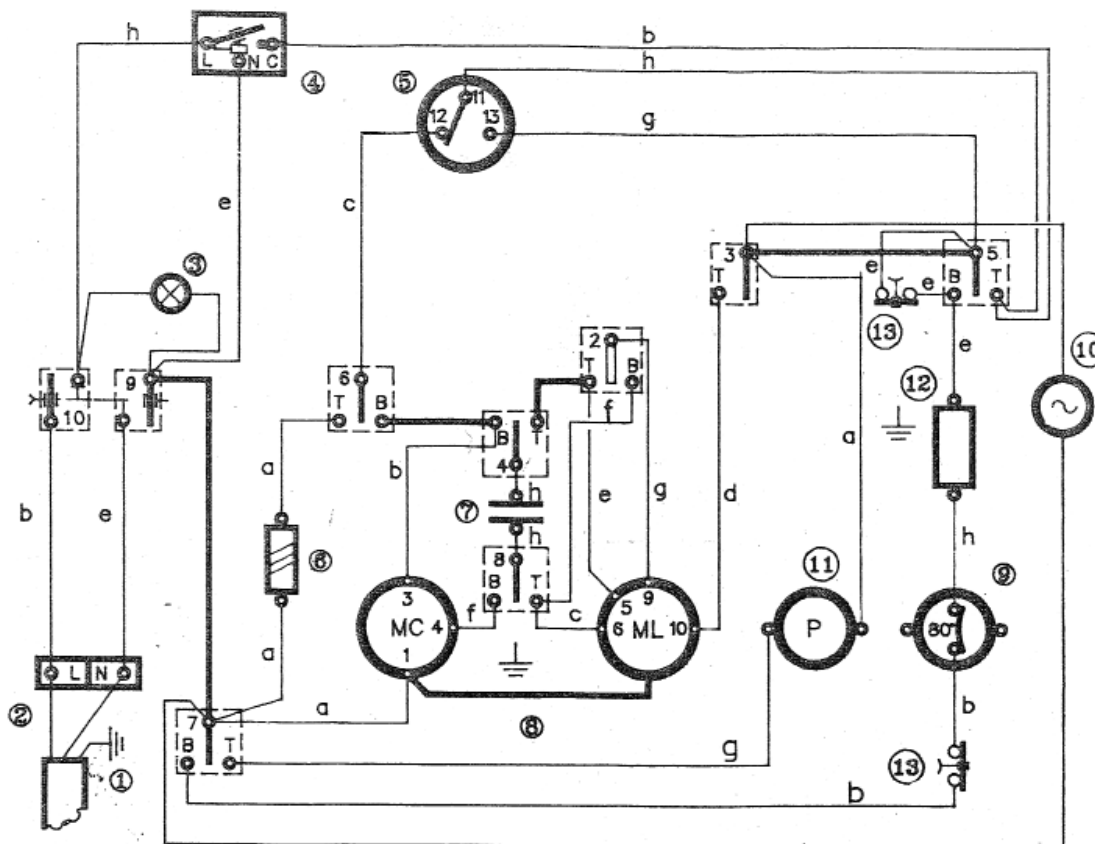 h
b
L N C
④
⑤
h
11
12 13
g
c
e
③
3
T
5
B T
e
e
⑬
2
T B
f
⑩
9
10
6
T B
B T
4
⑫
e
a
b
a
h
⑦
h
e
g
d
b
e
⑥
8
B T
3
MC 4
1
f
c
5 9
6 ML 10
⑪
P
h
⑨
80°
a
L N
②
a
⑧
b
7
B T
g
⑬
①
b